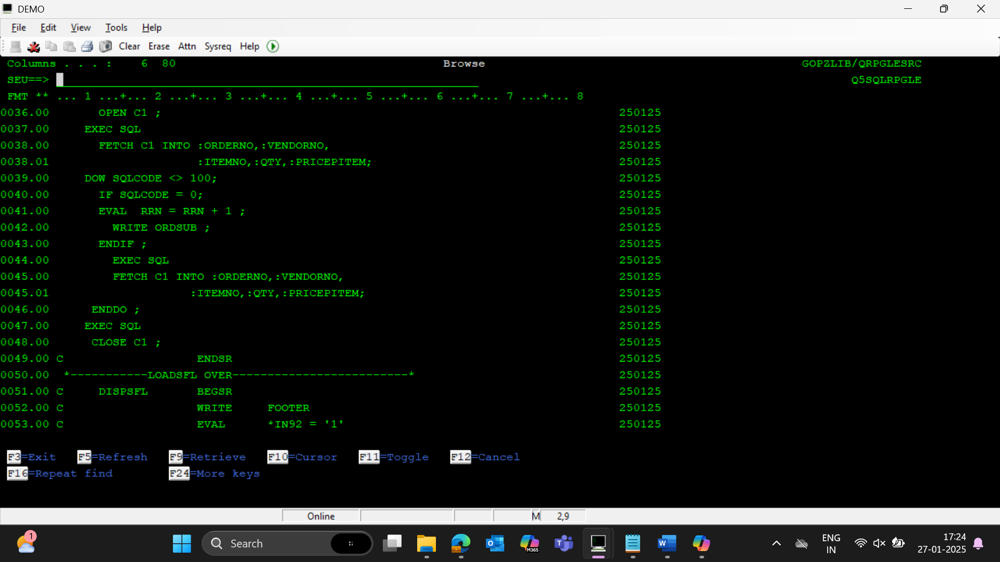 DEMO
File Edit View Tools Help
Clear Erase Attn Sysreq Help
Columns . . . : 6 80 Browse GOPZLIB/QRPGLESRC
SEU==> Q5SQLRPGLE
FMT ** ... 1 ...+... 2 ...+... 3 ...+... 4 ...+... 5 ...+... 6 ...+... 7 ...+... 8
0036.00 OPEN C1 ; 250125
0037.00 EXEC SQL 250125
0038.00 FETCH C1 INTO :ORDERNO,:VENDORNO, 250125
0038.01 :ITEMNO,:QTY,:PRICEPITEM; 250125
0039.00 DOW SQLCODE <> 100; 250125
0040.00 IF SQLCODE = 0; 250125
0041.00 EVAL RRN = RRN + 1 ; 250125
0042.00 WRITE ORDSUB ; 250125
0043.00 ENDIF ; 250125
0044.00 EXEC SQL 250125
0045.00 FETCH C1 INTO :ORDERNO,:VENDORNO, 250125
0045.01 :ITEMNO,:QTY,:PRICEPITEM; 250125
0046.00 ENDDO ; 250125
0047.00 EXEC SQL 250125
0048.00 CLOSE C1 ; 250125
0049.00 C ENDSR 250125
0050.00 *-----------LOADSFL OVER-------------------------* 250125
0051.00 C DISPSFL BEGSR 250125
0052.00 C WRITE FOOTER 250125
0053.00 C EVAL *IN92 = '1' 250125
F3=Exit F5=Refresh F9=Retrieve F10=Cursor F11=Toggle F12=Cancel
F16=Repeat find F24=More keys
Online M 2,9
1 Search M365 ENG IN 17:24 27-01-2025